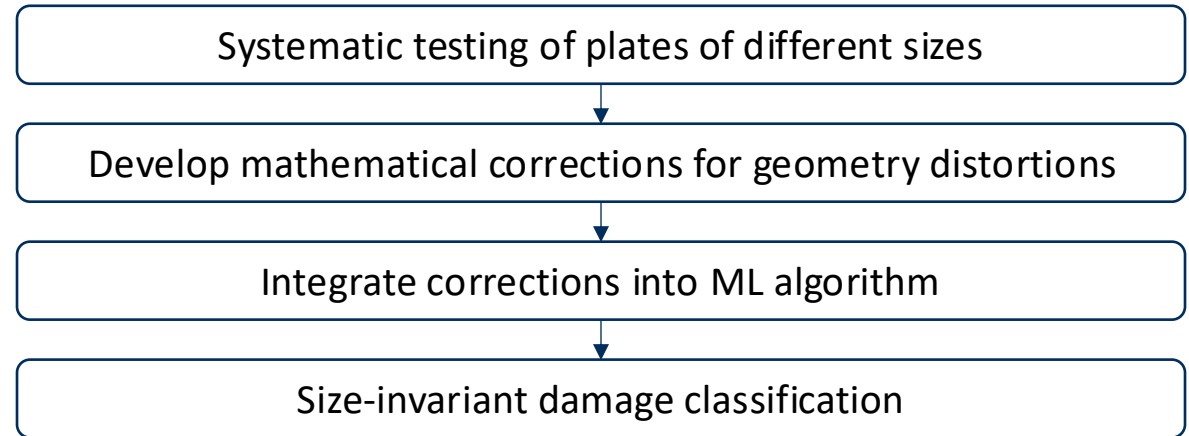 Systematic testing of plates of different sizes
Develop mathematical corrections for geometry distortions
Integrate corrections into ML algorithm
Size-invariant damage classification